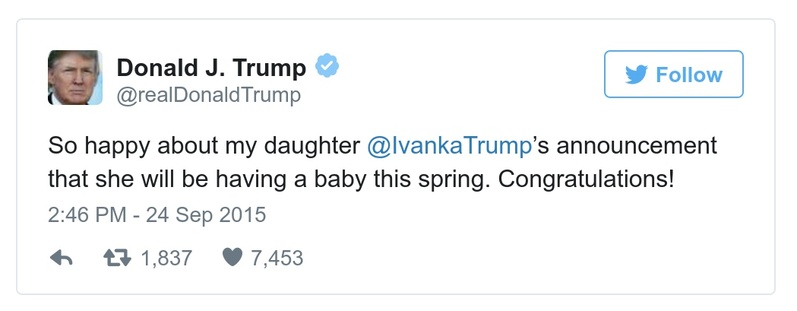 Donald J. Trump
@realDonaldTrump
Follow
So happy about my daughter @IvankaTrump’s announcement
that she will be having a baby this spring. Congratulations!
2:46 PM - 24 Sep 2015
1,837 7,453